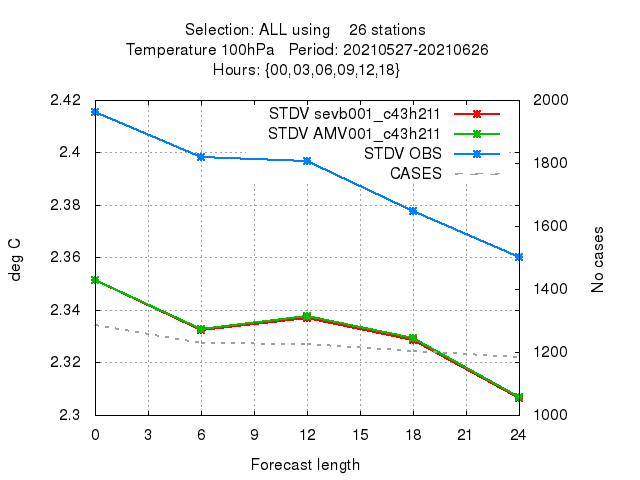 Selection: ALL using 26 stations
Temperature 100hPa Period: 20210527-20210626
Hours: {00,03,06,09,12,18}
2.42
2.4
2.38
2.36
2.34
2.32
2.3
deg C
STDV sevb001_c43h211
STDV AMV001_c43h211
STDV OBS
CASES
2000
1800
1600
1400
1200
1000
No cases
0 3 6 9 12 15 18 21 24
Forecast length